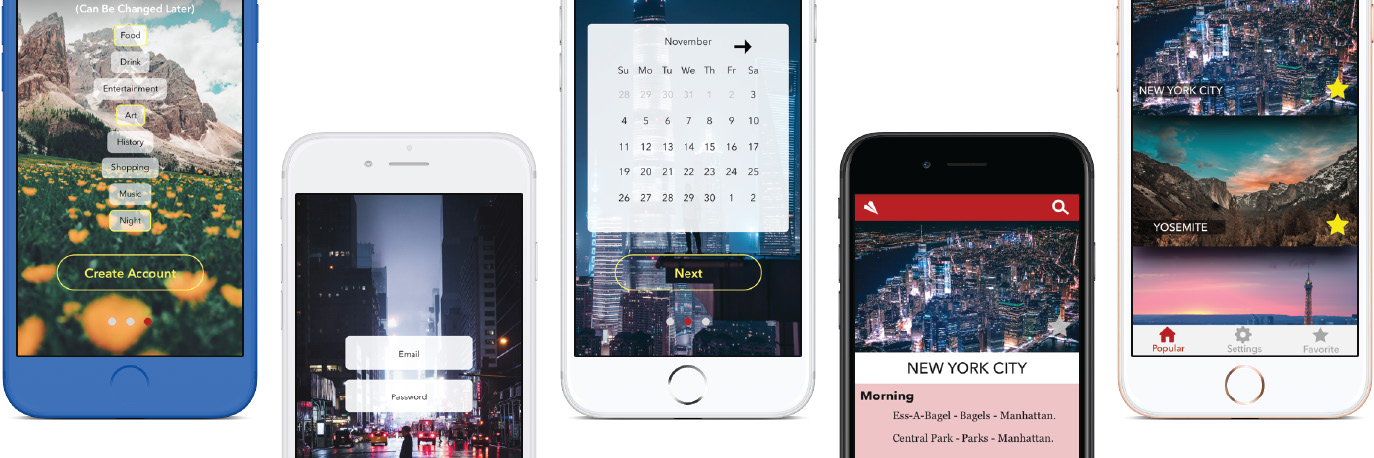 (Can Be Changed Later)
Food
Drink
Entertainment
Art
History
Shopping
Music
Night
Create Account
Email
Password
November
Su Mo Tu We Th Fr Sa
28 29 30 31 1 2 3
4 5 6 7 8 9 10
11 12 13 14 15 16 17
19 20 21 22 23 24 25
26 27 28 29 30 1 2
Next
NEW YORK CITY
Morning
Ess-A-Bagel - Bagels - Manhattan.
Central Park - Parks - Manhattan.
NEW YORK CITY
YOSEMITE
Popular Settings Favorite